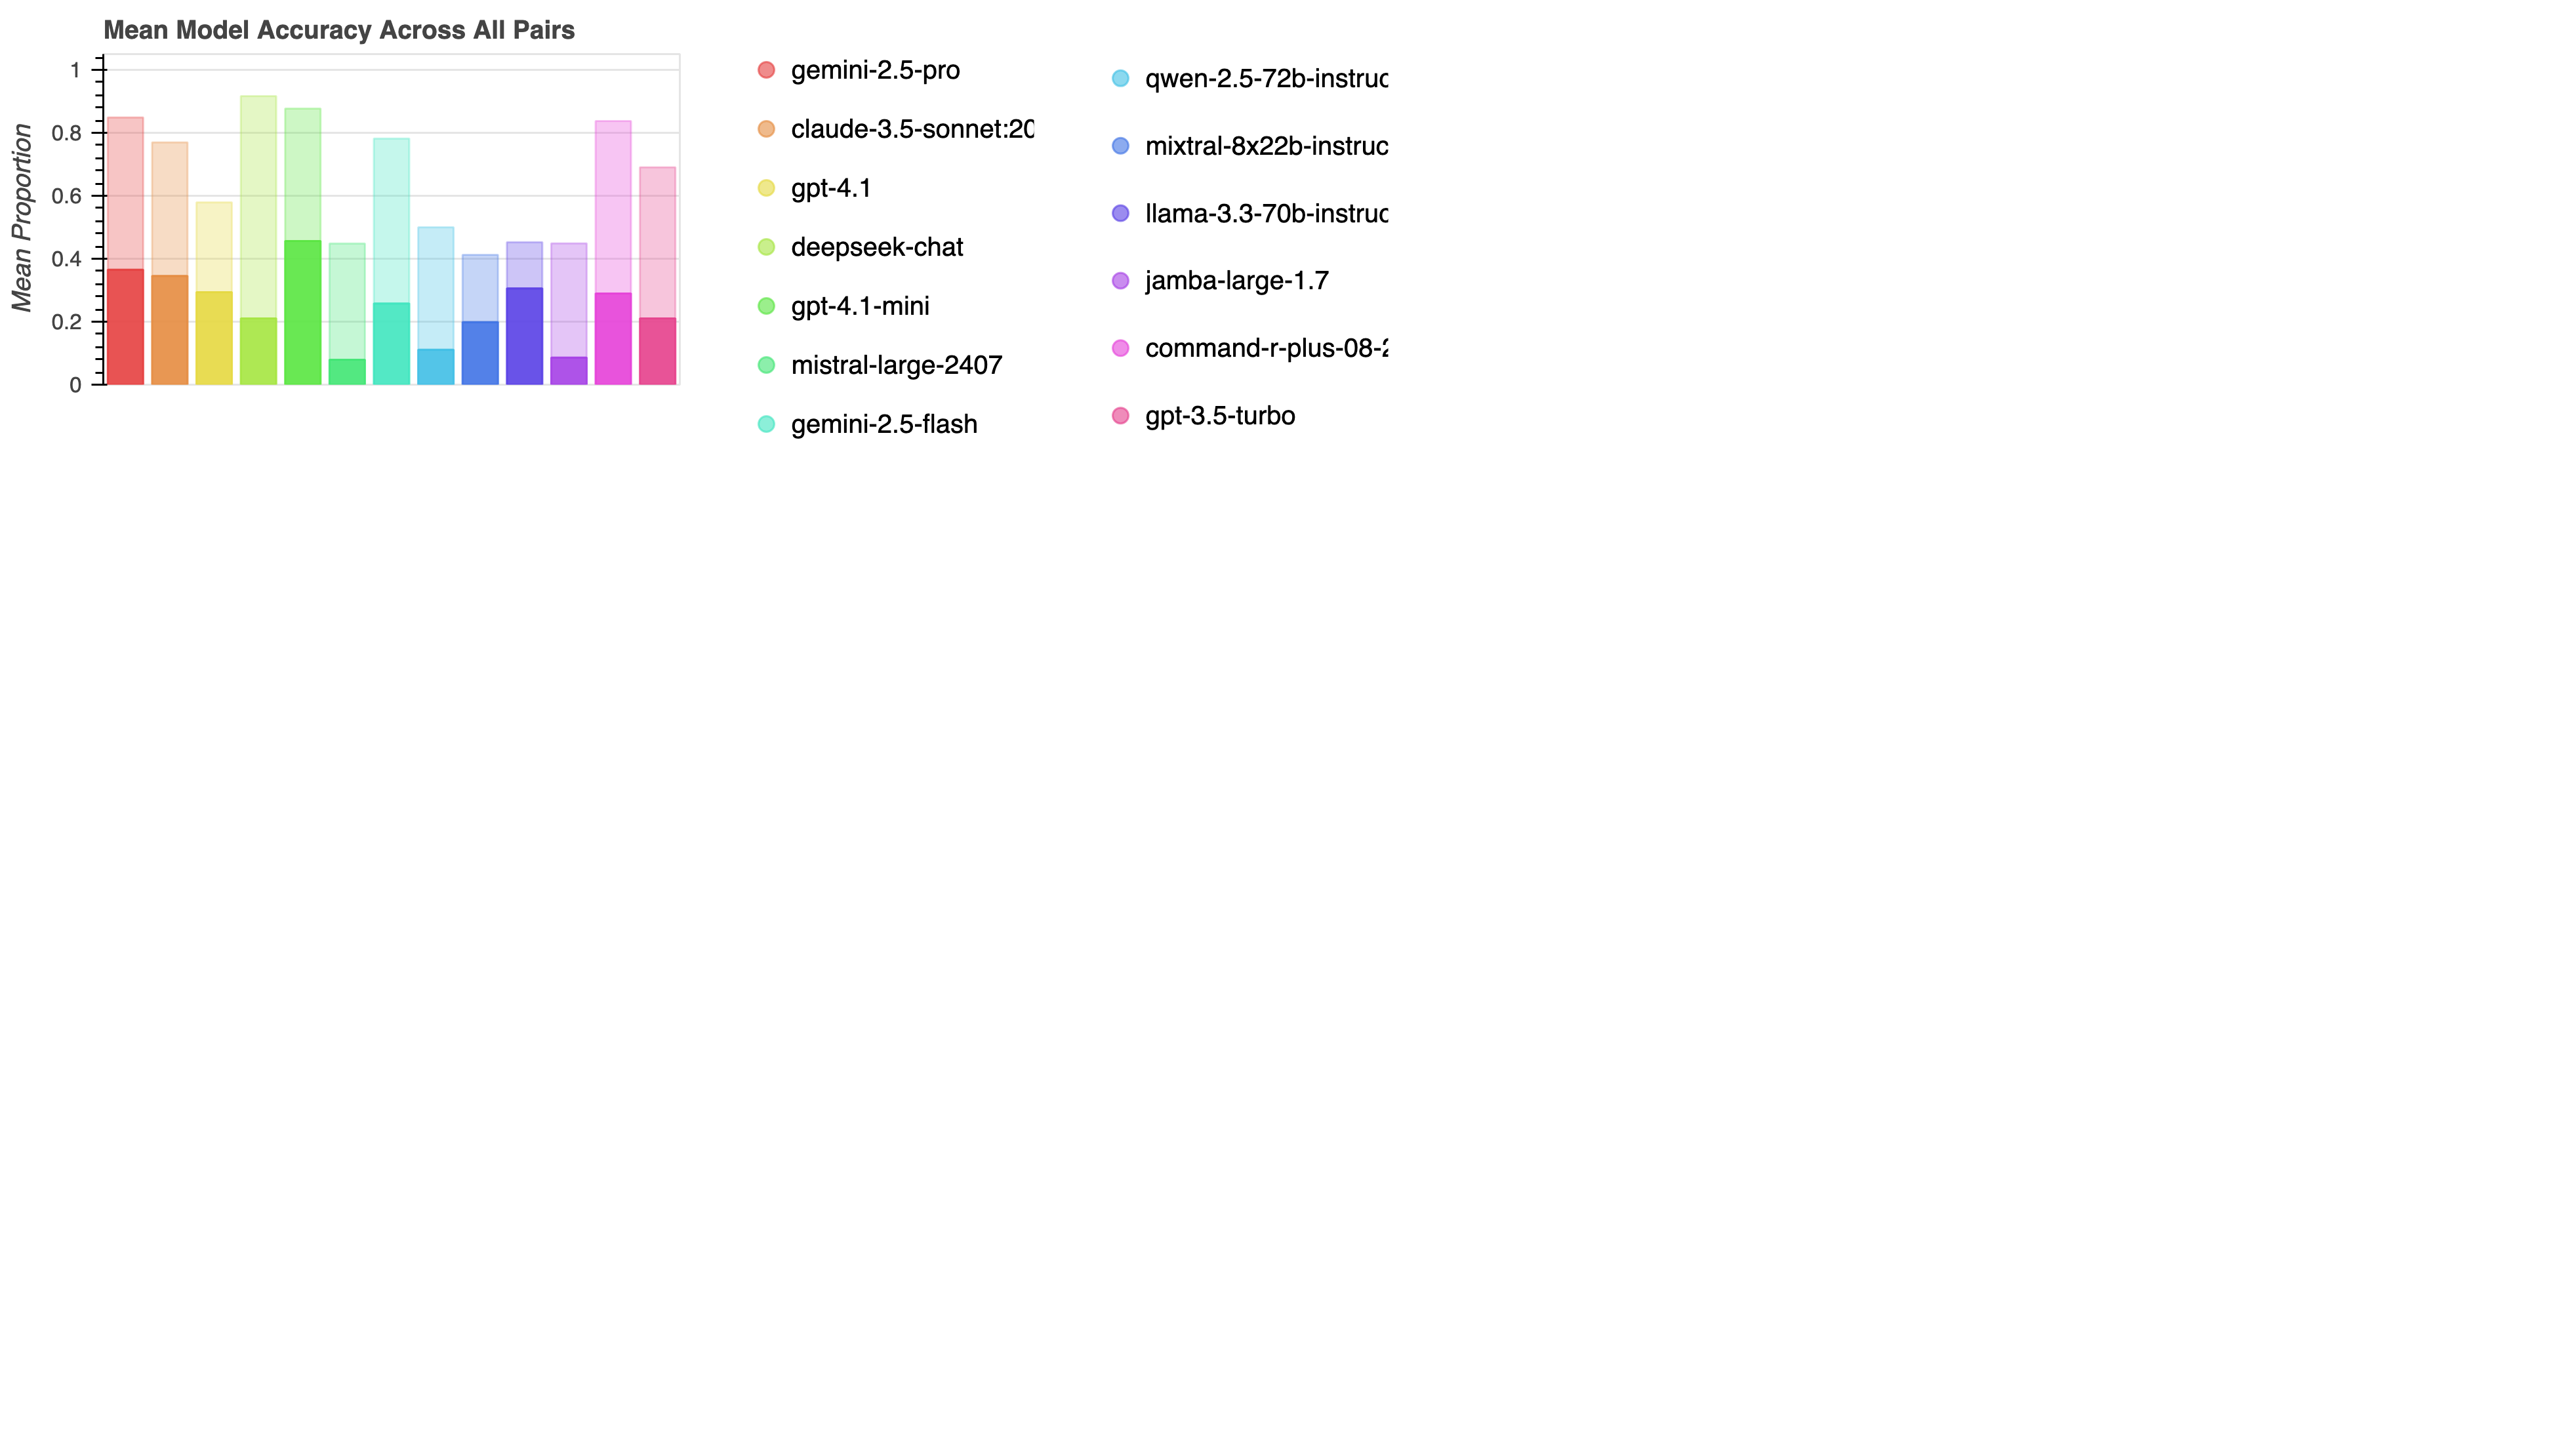 Mean Model Accuracy Across All Pairs
Mean Proportion
1
0.8
0.6
0.4
0.2
0
gemini-2.5-pro
claude-3.5-sonnet:20
gpt-4.1
deepseek-chat
gpt-4.1-mini
mistral-large-2407
gemini-2.5-flash
qwen-2.5-72b-instruc
mixtral-8x22b-instruc
llama-3.3-70b-instruc
jamba-large-1.7
command-r-plus-08-2
gpt-3.5-turbo